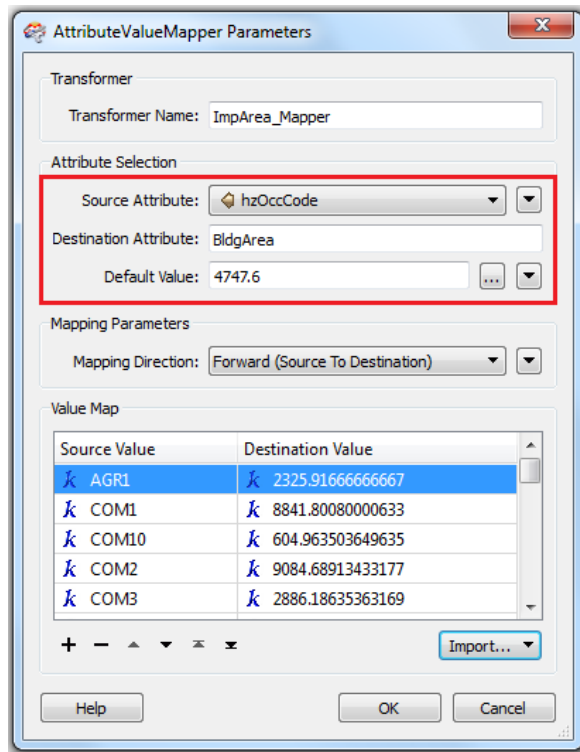 AttributeValueMapper Parameters
Transformer
Transformer Name: ImpArea_Mapper
Attribute Selection
Source Attribute: hzOccCode
Destination Attribute: BldgArea
Default Value: 4747.6 ...
Mapping Parameters
Mapping Direction: Forward (Source To Destination)
Value Map
Source Value Destination Value
k AGR1 k 2325.91666666667
k COM1 k 8841.80080000633
k COM10 k 604.963503649635
k COM2 k 9084.68913433177
k COM3 k 2886.18635363169
Import...
Help OK Cancel